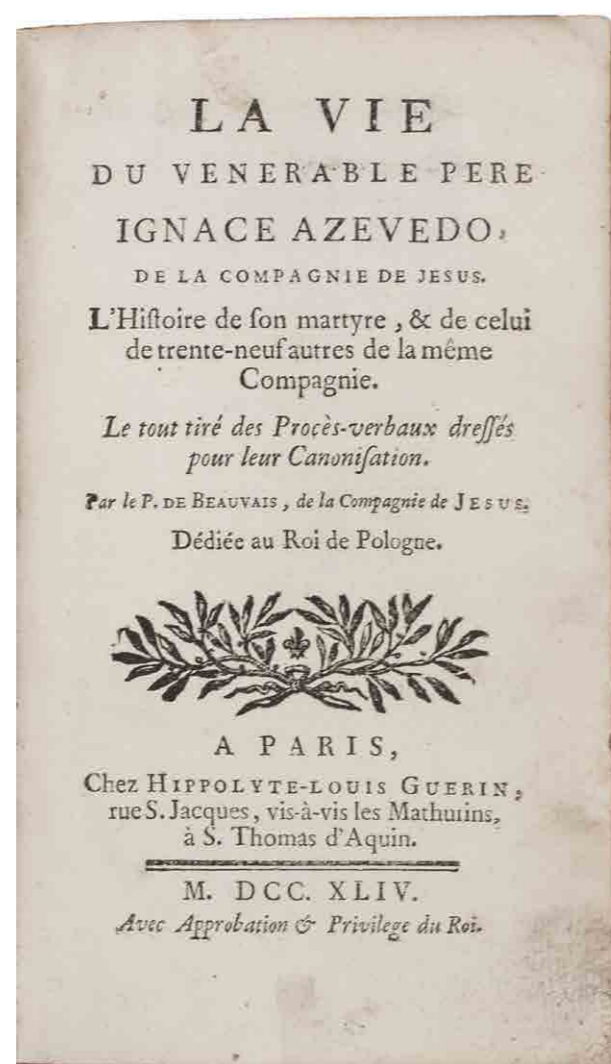 LA VIE
DU VENERABLE PERE
IGNACE AZEVEDO,
DE LA COMPAGNIE DE JESUS.
L'Hiſtoire de ſon martyre, & de celui
de trente-neuf autres de la même
Compagnie.
Le tout tiré des Procès-verbaux dreſſés
pour leur Canoniſation.
Par le P. DE BEAUVAIS, de la Compagnie de JESUS.
Dédiée au Roi de Pologne.
A PARIS,
Chez HIPPOLYTE-LOUIS GUERIN,
rue S. Jacques, vis-à-vis les Mathurins,
à S. Thomas d'Aquin.
M. DCC. XLIV.
Avec Approbation & Privilege du Roi.